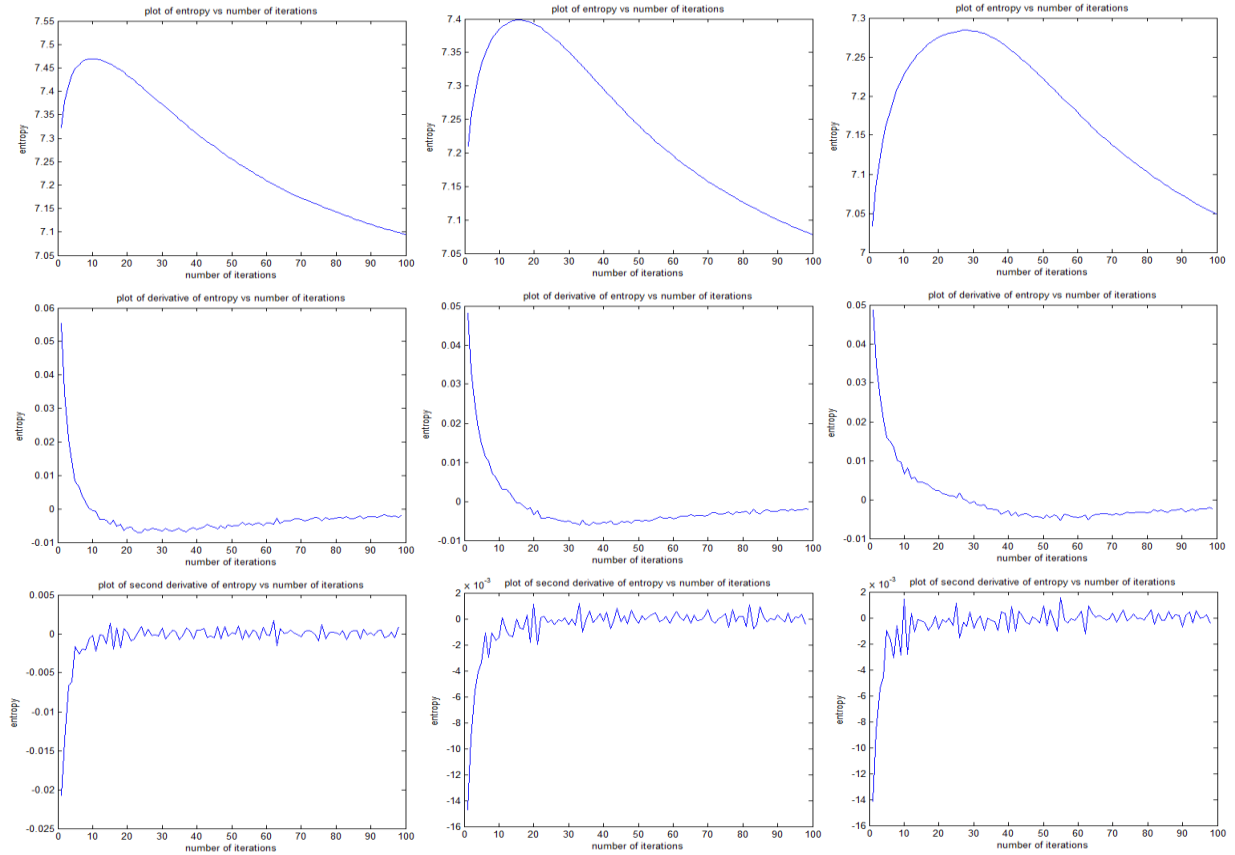 plot of entropy vs number of iterations
7.55
7.5
7.45
7.4
7.35
7.3
7.25
7.2
7.15
7.1
7.05
entropy
0 10 20 30 40 50 60 70 80 90 100
number of iterations
plot of entropy vs number of iterations
7.4
7.35
7.3
7.25
7.2
7.15
7.1
7.05
entropy
0 10 20 30 40 50 60 70 80 90 100
number of iterations
plot of entropy vs number of iterations
7.3
7.25
7.2
7.15
7.1
7.05
7
entropy
0 10 20 30 40 50 60 70 80 90 100
number of iterations
plot of derivative of entropy vs number of iterations
0.06
0.05
0.04
0.03
0.02
0.01
0
-0.01
entropy
0 10 20 30 40 50 60 70 80 90 100
number of iterations
plot of derivative of entropy vs number of iterations
0.05
0.04
0.03
0.02
0.01
0
-0.01
entropy
0 10 20 30 40 50 60 70 80 90 100
number of iterations
plot of derivative of entropy vs number of iterations
0.05
0.04
0.03
0.02
0.01
0
-0.01
entropy
0 10 20 30 40 50 60 70 80 90 100
number of iterations
plot of second derivative of entropy vs number of iterations
0.005
0
-0.005
-0.01
-0.015
-0.02
-0.025
entropy
0 10 20 30 40 50 60 70 80 90 100
number of iterations
plot of second derivative of entropy vs number of iterations
× 10⁻³
2
0
-2
-4
-6
-8
-10
-12
-14
-16
entropy
0 10 20 30 40 50 60 70 80 90 100
number of iterations
plot of second derivative of entropy vs number of iterations
× 10⁻³
2
0
-2
-4
-6
-8
-10
-12
-14
-16
entropy
0 10 20 30 40 50 60 70 80 90 100
number of iterations